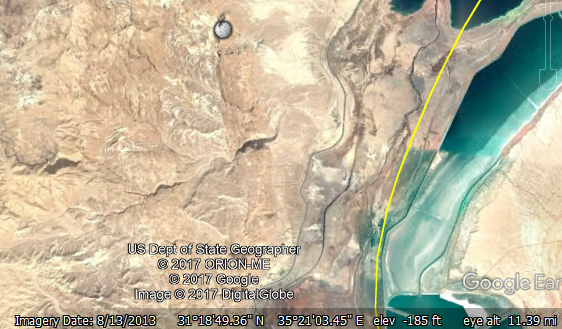 US Dept of State Geographer
© 2017 ORION-ME
© 2017 Google
Image © 2017 DigitalGlobe
Google Ear
Imagery Date: 8/13/2013 31°18'49.36" N 35°21'03.45" E elev -185 ft eye alt 11.39 mi